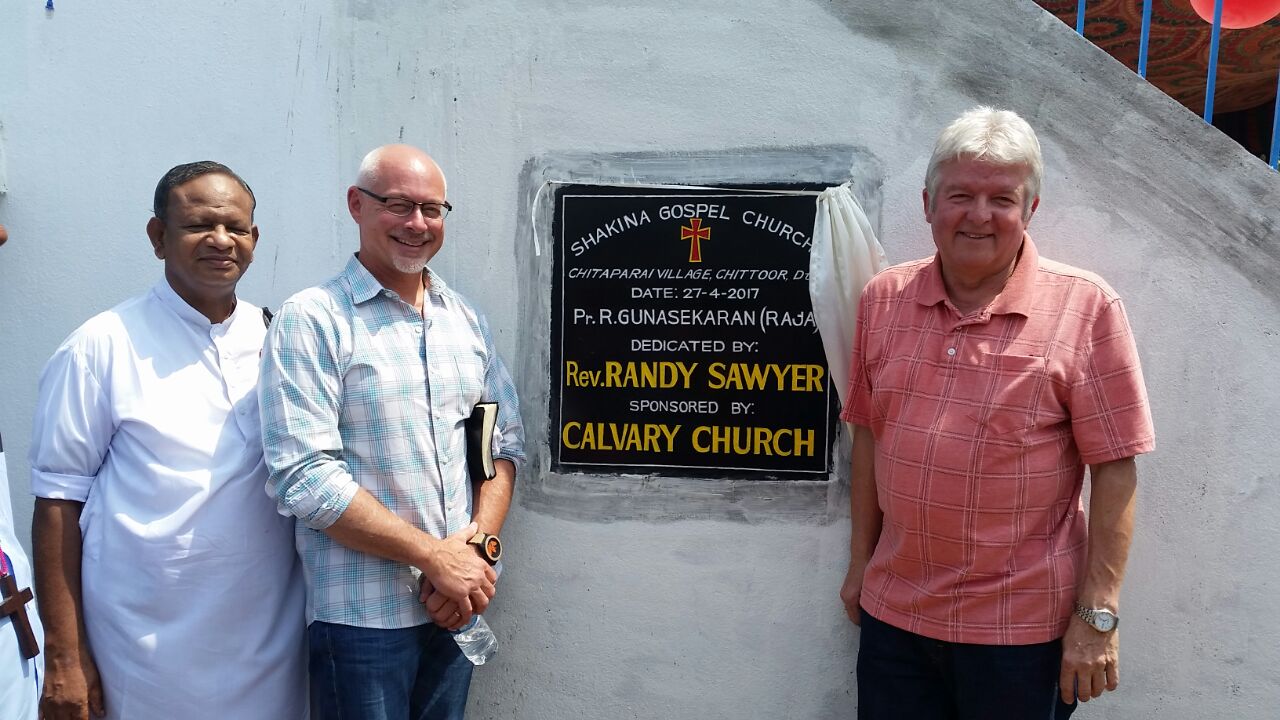 SHAKINA GOSPEL CHURCH
CHITAPARAI VILLAGE, CHITTOOR, D
DATE: 27-4-2017
Pr. R. GUNASEKARAN (RAJA)
DEDICATED BY:
Rev. RANDY SAWYER
SPONSORED BY:
CALVARY CHURCH